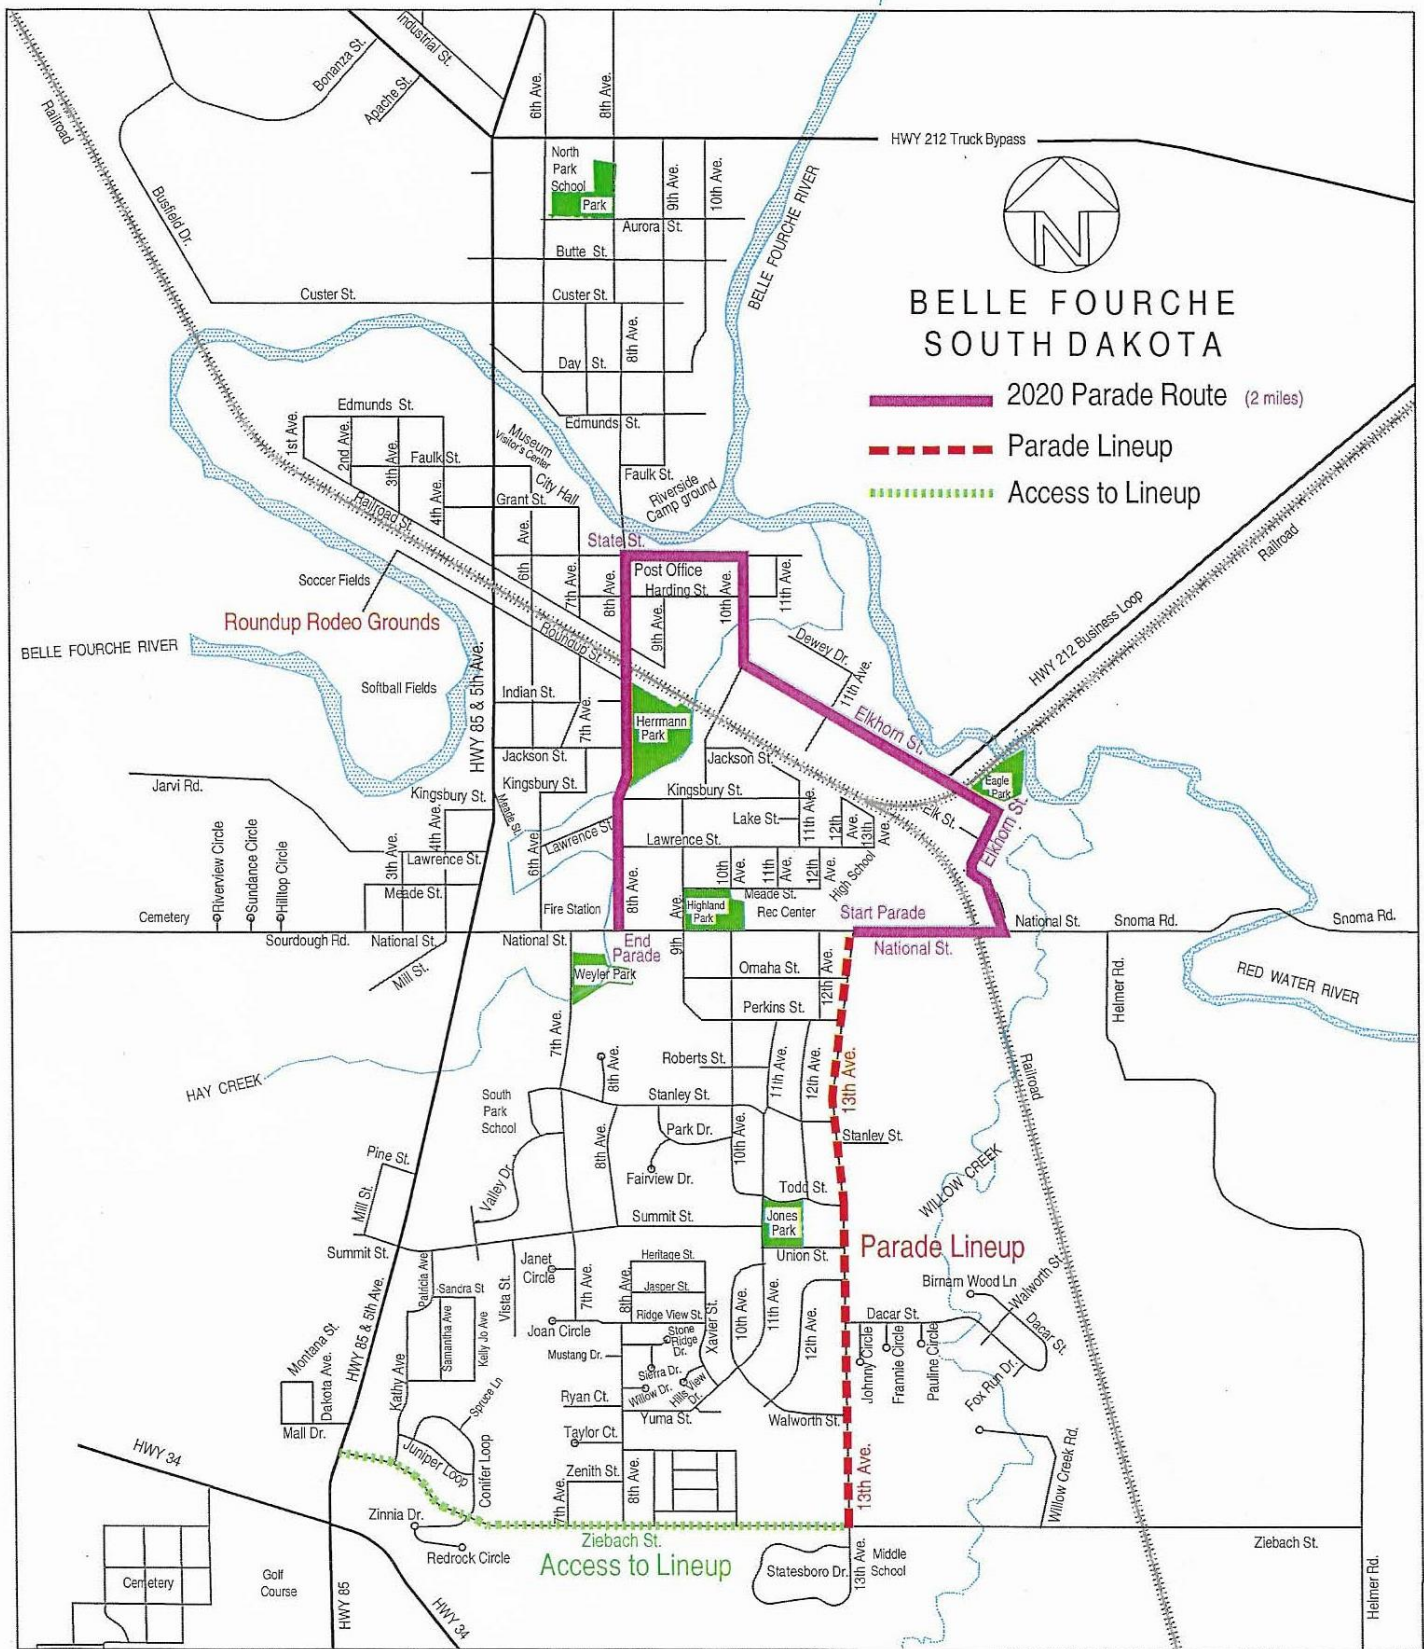 Industrial St.
Bonanza St.
Apache St.
Railroad
6th Ave.
8th Ave.
HWY 212 Truck Bypass
North
Park
School
Park
9th Ave.
10th Ave.
Aurora St.
Butte St.
Busfield Dr.
BELLE FOURCHE RIVER
N
BELLE FOURCHE
SOUTH DAKOTA
Custer St.
Custer St.
8th Ave.
Day St.
2020 Parade Route (2 miles)
Parade Lineup
Access to Lineup
Edmunds St.
Edmunds St.
1st Ave.
2nd Ave.
3th Ave.
Faulk St.
4th Ave.
Museum
Visitor's Center
City Hall
Faulk St.
Riverside
Camp ground
Railroad St.
Grant St.
6th Ave.
State St.
Railroad
Soccer Fields
Post Office
Harding St.
7th Ave.
8th Ave.
9th Ave.
10th Ave.
11th Ave.
Roundup Rodeo Grounds
Roundup St.
Dewey Dr.
HWY 212 Business Loop
BELLE FOURCHE RIVER
Softball Fields
HWY 85 & 5th Ave.
Indian St.
7th Ave.
Herrmann
Park
11th Ave.
Elkhorn St.
Jackson St.
Jackson St.
Jarvi Rd.
Kingsbury St.
Kingsbury St.
Kingsbury St.
Eagle
Park
Meade St.
Lake St.
11th Ave.
12th
Ave.
13th
Ave.
Elk St.
Elkhorn St.
Riverview Circle
Sundance Circle
Hilltop Circle
3th Ave.
4th Ave.
Lawrence St.
Lawrence St.
Lawrence St.
6th Ave.
Meade St.
8th Ave.
10th
Ave.
11th
Ave.
12th
Ave.
High School
Meade St.
Cemetery
Fire Station
Highland
Park
Rec Center
Start Parade
Sourdough Rd.
National St.
National St.
End
Parade
9th Ave.
National St.
National St.
Snoma Rd.
Snoma Rd.
Mill St.
Weyler Park
Omaha St.
12th Ave.
Perkins St.
Helmer Rd.
RED WATER RIVER
7th Ave.
HAY CREEK
8th Ave.
Roberts St.
11th Ave.
12th Ave.
13th Ave.
Railroad
South
Park
School
Stanley St.
Park Dr.
10th Ave.
Stanley St.
8th Ave.
Pine St.
Mill St.
Valley Dr.
Fairview Dr.
Todd St.
WILLOW CREEK
Summit St.
Jones
Park
Summit St.
Union St.
Parade Lineup
Patricia Ave
Sandra St
Samantha Ave
Kelly Jo Ave
Vista St.
Janet
Circle
7th Ave.
8th Ave.
Heritage St.
Jasper St.
Ridge View St.
Xavier St.
10th Ave.
11th Ave.
12th Ave.
Birnam Wood Ln
Walworth St.
Dacar St.
Dacar St.
HWY 85 & 5th Ave.
Joan Circle
Mustang Dr.
Stone
Ridge
Dr.
Sierra Dr.
Willow Dr.
Hills View
Dr.
Johnny Circle
Frannie Circle
Pauline Circle
Fox Run Dr.
Montana St.
Dakota Ave.
Mall Dr.
Kathy Ave
Spruce Ln
Ryan Ct.
Yuma St.
Walworth St.
HWY 34
Juniper Loop
Conifer Loop
Taylor Ct.
Zenith St.
7th Ave.
8th Ave.
13th Ave.
Willow Creek Rd.
Zinnia Dr.
Redrock Circle
Ziebach St.
Access to Lineup
Ziebach St.
Statesboro Dr.
13th Ave.
Middle
School
Cemetery
Golf
Course
HWY 85
HWY 34
Helmer Rd.